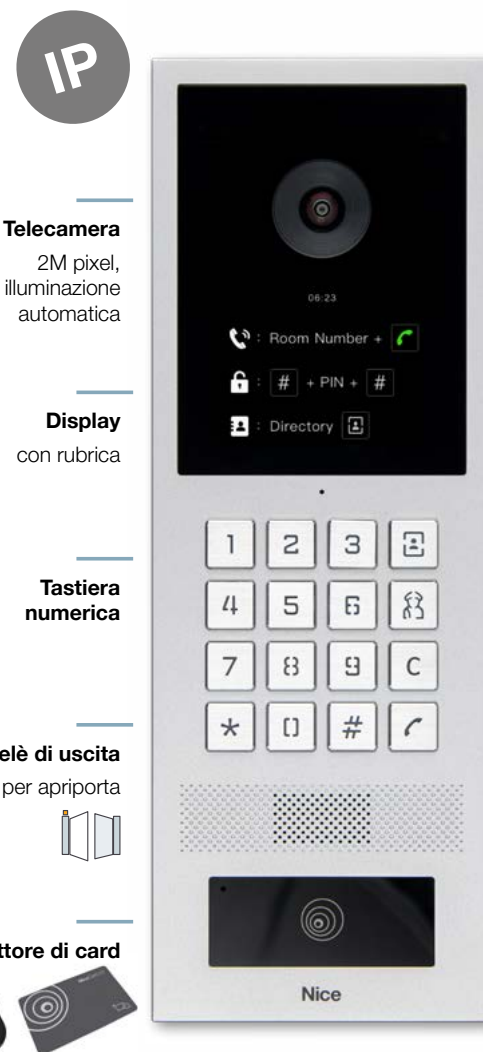 IP
Telecamera
2M pixel,
illuminazione
automatica
Display
con rubrica
Tastiera
numerica
elè di uscita
per apriporta
ttore di card
06:23
: Room Number +
: # + PIN + #
: Directory
1 2 3
4 5 6
7 8 9 C
* 0 #
Nice